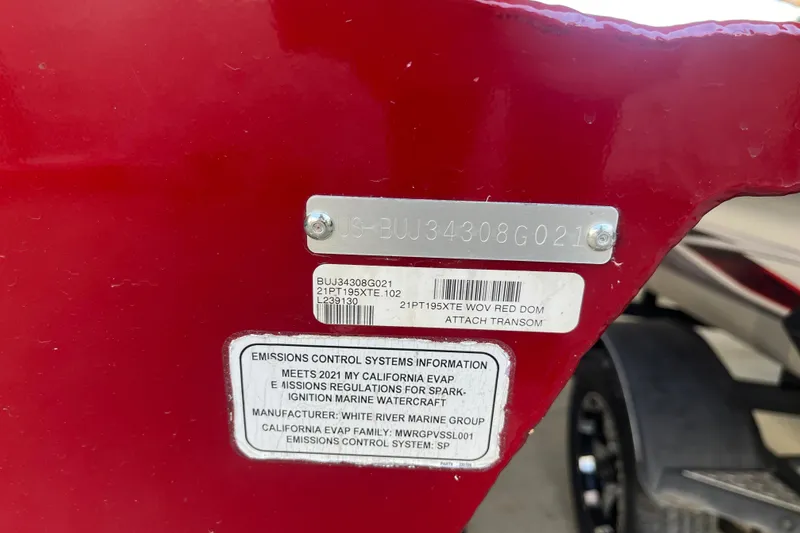 US-BUJ34308G021
BUJ34308G021
21PT195XTE.102
L239130
21PT195XTE WOV RED DOM
ATTACH TRANSOM
EMISSIONS CONTROL SYSTEMS INFORMATION
MEETS 2021 MY CALIFORNIA EVAP
EMISSIONS REGULATIONS FOR SPARK-
IGNITION MARINE WATERCRAFT
MANUFACTURER: WHITE RIVER MARINE GROUP
CALIFORNIA EVAP FAMILY: MWRGPVSSL001
EMISSIONS CONTROL SYSTEM: SP